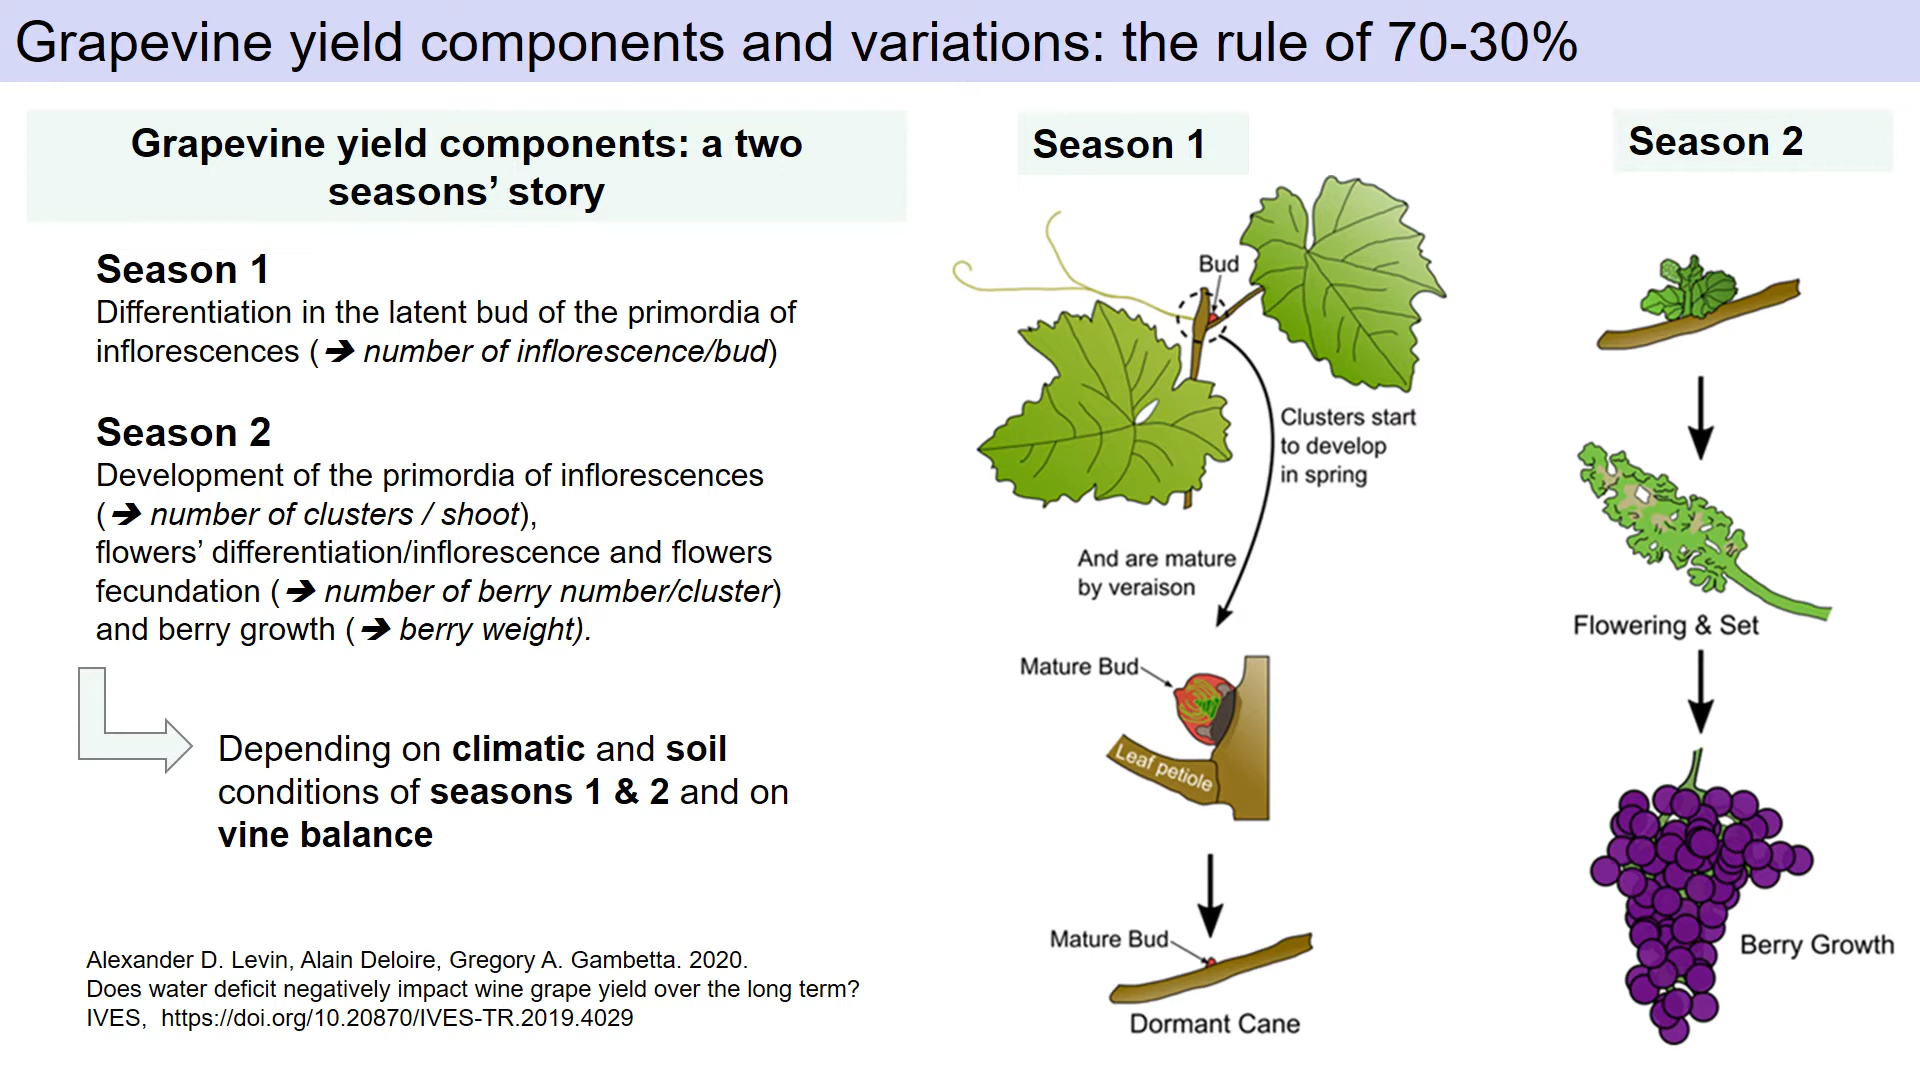 Grapevine yield components and variations: the rule of 70-30%
Grapevine yield components: a two
seasons’ story
Season 1
Differentiation in the latent bud of the primordia of
inflorescences (➔ number of inflorescence/bud)
Season 2
Development of the primordia of inflorescences
(➔ number of clusters / shoot),
flowers’ differentiation/inflorescence and flowers
fecundation (➔ number of berry number/cluster)
and berry growth (➔ berry weight).
Depending on climatic and soil
conditions of seasons 1 & 2 and on
vine balance
Alexander D. Levin, Alain Deloire, Gregory A. Gambetta. 2020.
Does water deficit negatively impact wine grape yield over the long term?
IVES, https://doi.org/10.20870/IVES-TR.2019.4029
Season 1
Bud
Clusters start
to develop
in spring
And are mature
by veraison
Mature Bud
Leaf petiole
Mature Bud
Dormant Cane
Season 2
Flowering & Set
Berry Growth